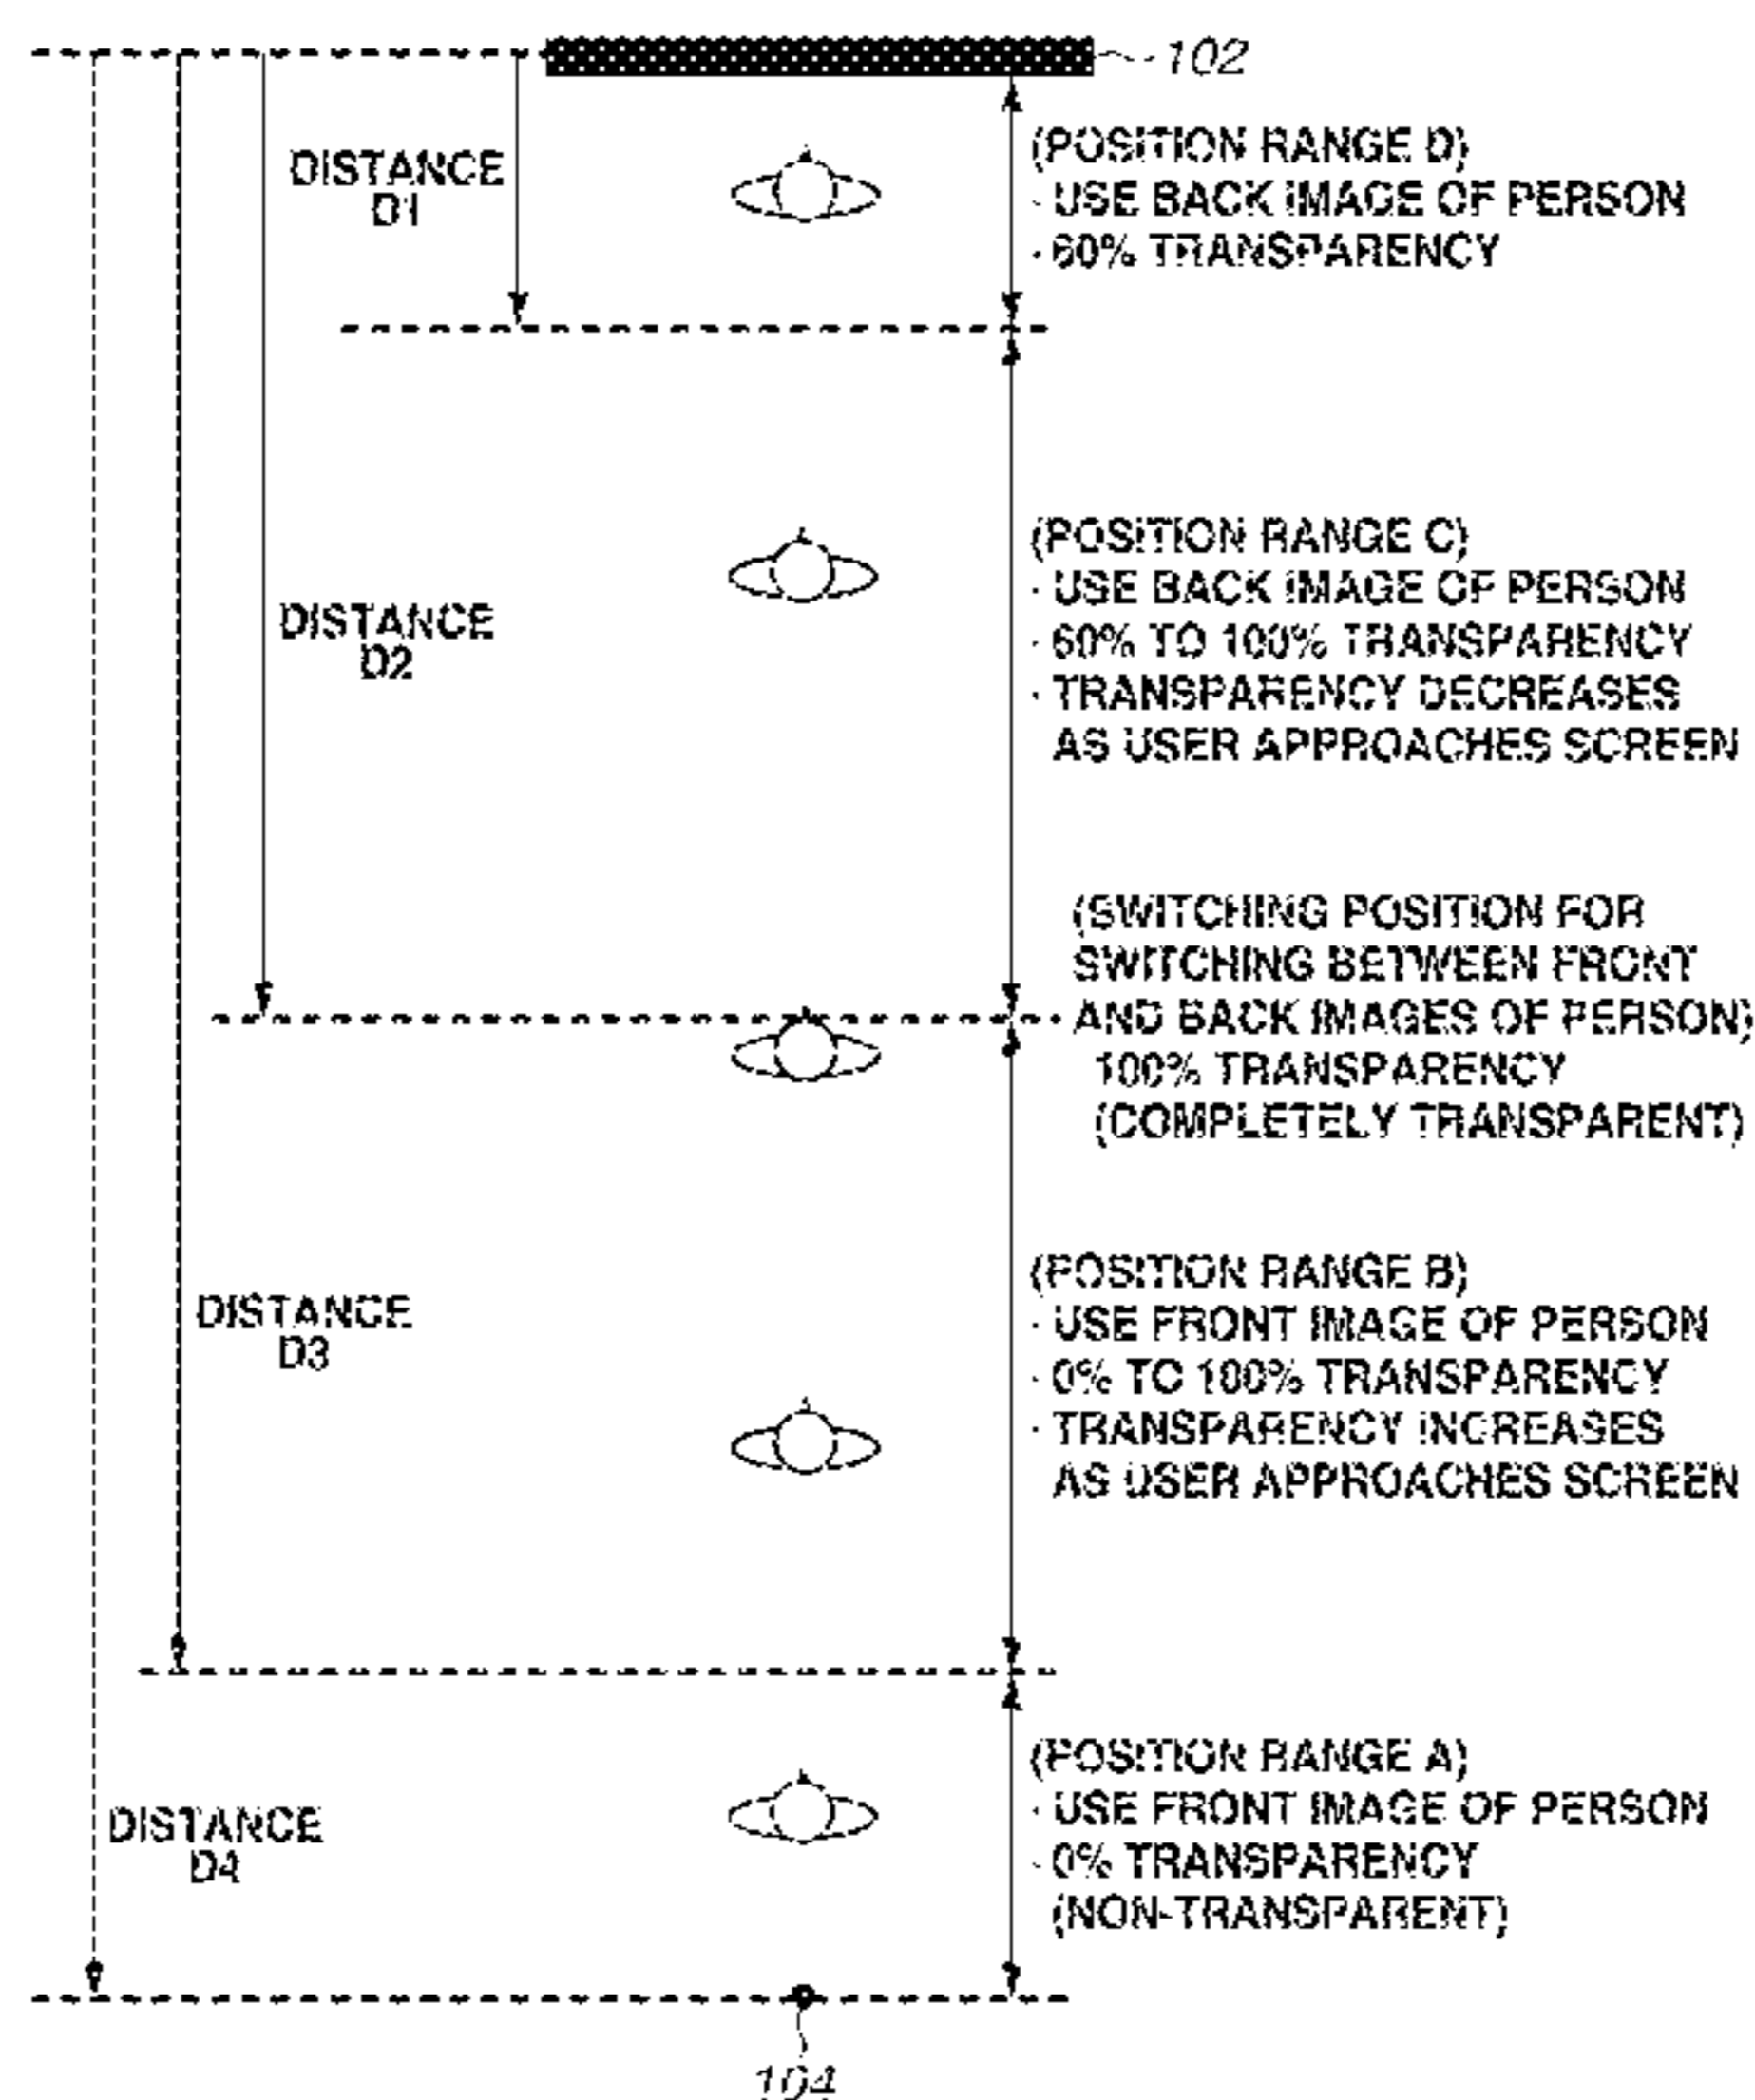 102
DISTANCE
D1
(POSITION RANGE D)
· USE BACK IMAGE OF PERSON
· 60% TRANSPARENCY
DISTANCE
D2
(POSITION RANGE C)
· USE BACK IMAGE OF PERSON
· 60% TO 100% TRANSPARENCY
· TRANSPARENCY DECREASES
AS USER APPROACHES SCREEN
(SWITCHING POSITION FOR
SWITCHING BETWEEN FRONT
AND BACK IMAGES OF PERSON)
100% TRANSPARENCY
(COMPLETELY TRANSPARENT)
DISTANCE
D3
(POSITION RANGE B)
· USE FRONT IMAGE OF PERSON
· 0% TO 100% TRANSPARENCY
· TRANSPARENCY INCREASES
AS USER APPROACHES SCREEN
DISTANCE
D4
(POSITION RANGE A)
· USE FRONT IMAGE OF PERSON
· 0% TRANSPARENCY
(NON-TRANSPARENT)
104